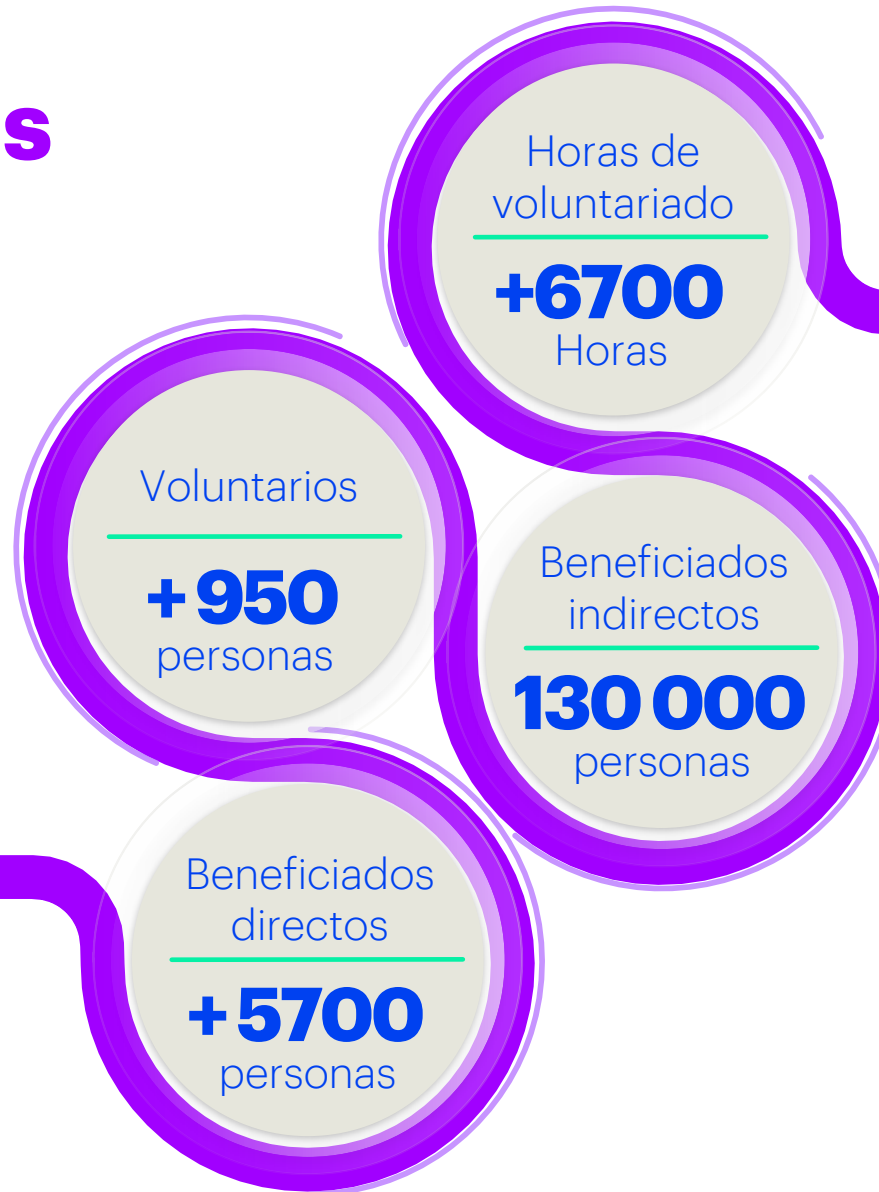 s
Horas de
voluntariado
+6700
Horas
Voluntarios
+ 950
personas
Beneficiados
indirectos
130 000
personas
Beneficiados
directos
+ 5700
personas